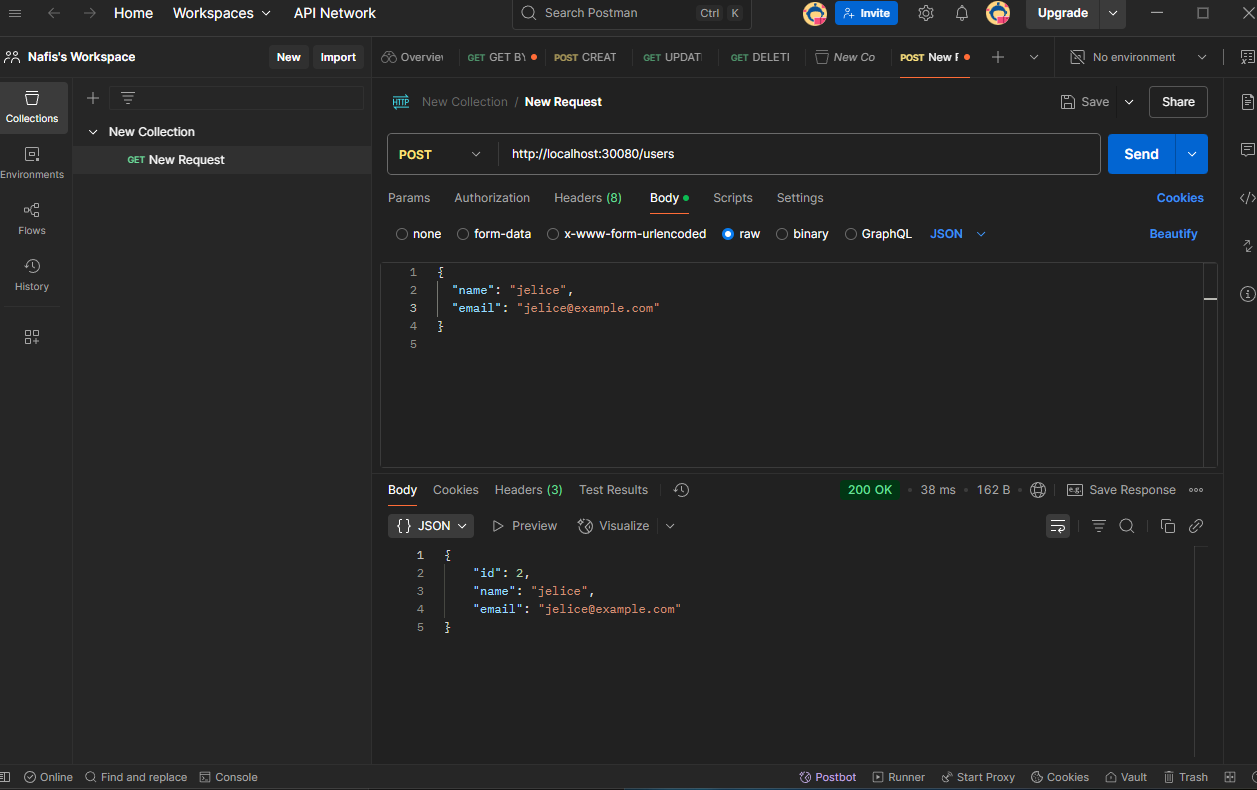 Home Workspaces API Network Search Postman Ctrl K Invite Upgrade
Nafis's Workspace New Import Overview GET GET BY POST CREAT GET UPDAT GET DELETI New Co POST New F No environment
Collections
Environments
Flows
History
New Collection
GET New Request
HTTP New Collection / New Request Save Share
POST http://localhost:30080/users Send
Params Authorization Headers (8) Body Scripts Settings Cookies
none form-data x-www-form-urlencoded raw binary GraphQL JSON Beautify
1 {
2 "name": "jelice",
3 "email": "jelice@example.com"
4 }
5
Body Cookies Headers (3) Test Results 200 OK 38 ms 162 B e.g. Save Response
{} JSON Preview Visualize
1 {
2 "id": 2,
3 "name": "jelice",
4 "email": "jelice@example.com"
5 }
Online Find and replace Console Postbot Runner Start Proxy Cookies Vault Trash